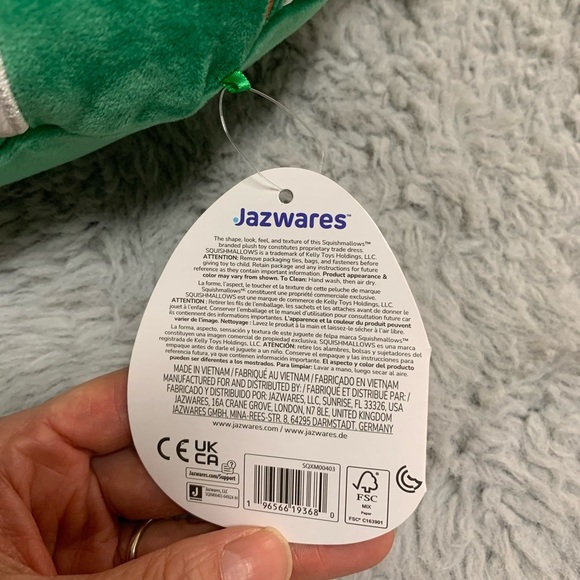 Jazwares™
The shape, look, feel, and texture of this Squishmallows™
branded plush toy constitutes proprietary trade dress.
SQUISHMALLOWS is a trademark of Kelly Toys Holdings, LLC.
ATTENTION: Remove packaging ties, bags, and fasteners before
giving toy to child. Retain package and any instructions for future
reference as they contain important information. Product appearance &
color may vary from shown. To Clean: Hand wash, then air dry.
La forme, l'aspect, le toucher et la texture de cette peluche de marque
Squishmallows™ constituent une propriété commerciale exclusive.
SQUISHMALLOWS est une marque de commerce de Kelly Toys Holdings, LLC.
ATTENTION : Retirer les fils de l'emballage, les sachets et les attaches avant de donner le
jouet à l'enfant. Conserver l'emballage et le manuel d'utilisation pour consultation future car
ils contiennent des informations importantes. L'apparence et la couleur du produit peuvent
varier de l'image. Nettoyage : Lavez le produit à la main et laissez-le sécher à l'air libre.
La forma, aspecto, sensación y textura de este juguete de felpa marca Squishmallows™
constituyen una imagen comercial de propiedad exclusiva. SQUISHMALLOWS es una marca
registrada de Kelly Toys Holdings, LLC. ATENCIÓN: retire los alambres, bolsas y sujetadores del
empaque antes de darle el juguete a un niño. Conserve el empaque y las instrucciones para
referencia futura, ya que contienen información importante. El aspecto y color del producto
pueden ser diferentes a los mostrados. Para limpiar: Lavar a mano, luego secar al aire.
MADE IN VIETNAM / FABRIQUÉ AU VIETNAM / FABRICADO EN VIETNAM
MANUFACTURED FOR AND DISTRIBUTED BY: / FABRIQUÉ ET DISTRIBUÉ PAR: /
FABRICADO Y DISTRIBUIDO POR: JAZWARES, LLC, SUNRISE, FL 33326, USA
JAZWARES, 16A CRANE GROVE, LONDON, N7 8LE, UNITED KINGDOM
JAZWARES GMBH, MINA-REES-STR. 8, 64295 DARMSTADT, GERMANY
www.jazwares.com / www.jazwares.de
CE UK
CA
Jazwares.com/Support
J Jazwares, LLC
SQXM00403
1 96566 19368 0
FSC
MIX
Paper
FSC® C163901